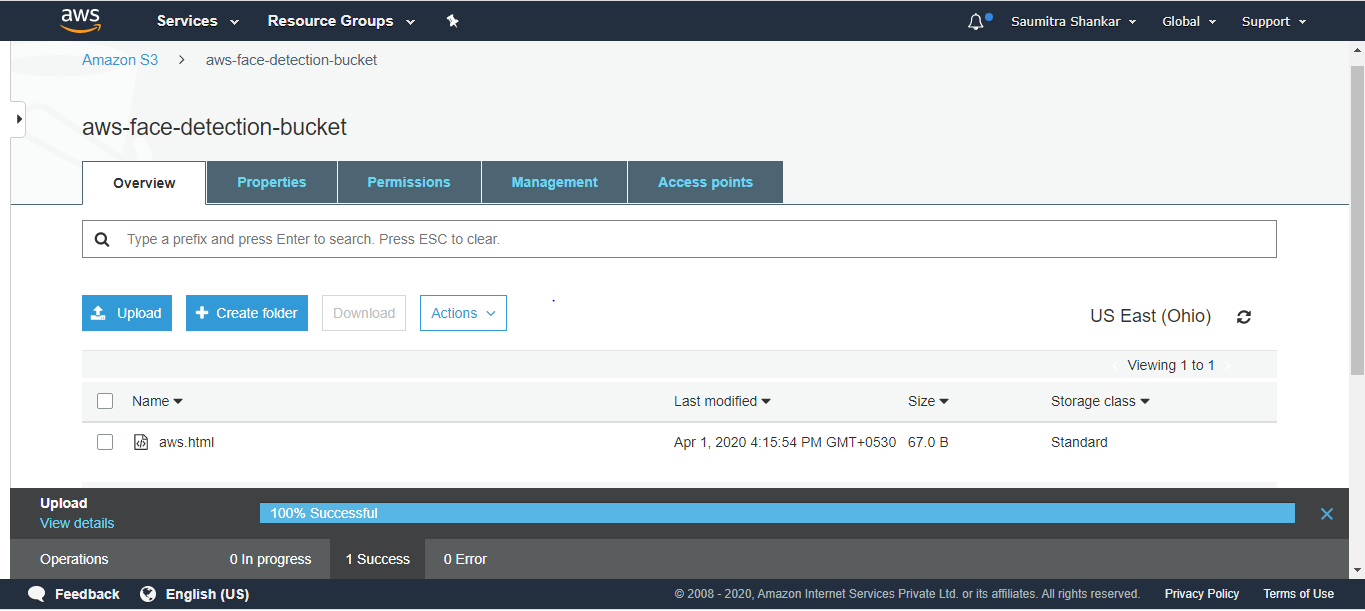 aws Services Resource Groups Saumitra Shankar Global Support
Amazon S3 > aws-face-detection-bucket
aws-face-detection-bucket
Overview Properties Permissions Management Access points
Type a prefix and press Enter to search. Press ESC to clear.
Upload Create folder Download Actions US East (Ohio)
Viewing 1 to 1
Name Last modified Size Storage class
aws.html Apr 1, 2020 4:15:54 PM GMT+0530 67.0 B Standard
Upload
100% Successful
View details
Operations 0 In progress 1 Success 0 Error
Feedback English (US) © 2008 - 2020, Amazon Internet Services Private Ltd. or its affiliates. All rights reserved. Privacy Policy Terms of Use